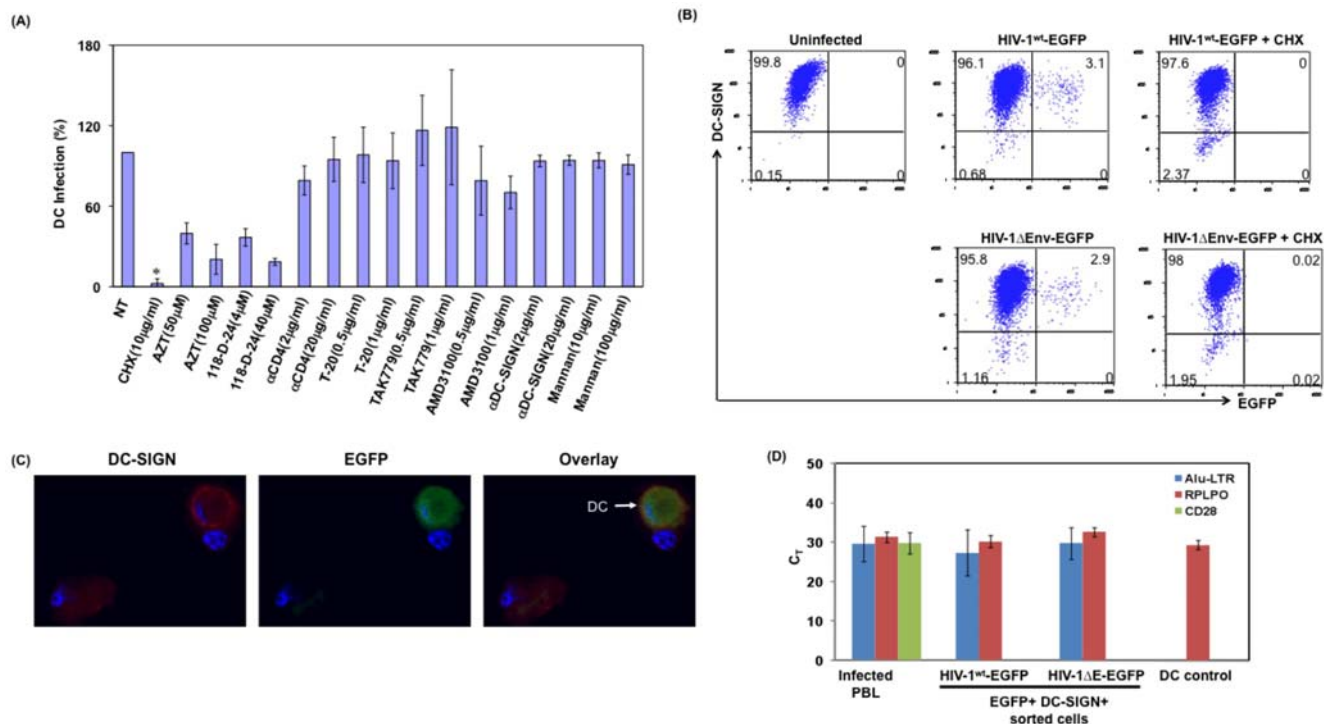 (A)
180
120
60
0
DC Infection (%)
NT
CHX(10μg/ml)
*
AZT(50μM)
AZT(100μM)
118-D-24(4μM)
118-D-24(40μM)
αCD4(2μg/ml)
αCD4(20μg/ml)
T-20(0.5μg/ml)
T-20(1μg/ml)
TAK779(0.5μg/ml)
TAK779(1μg/ml)
AMD3100(0.5μg/ml)
AMD3100(1μg/ml)
αDC-SIGN(2μg/ml)
αDC-SIGN(20μg/ml)
Mannan(10μg/ml)
Mannan(100μg/ml)
(B)
Uninfected
99.8 0
0.15 0
HIV-1wt-EGFP
96.1 3.1
0.68 0
HIV-1wt-EGFP + CHX
97.6 0
2.37 0
DC-SIGN
HIV-1ΔEnv-EGFP
95.8 2.9
1.16 0
HIV-1ΔEnv-EGFP + CHX
98 0.02
1.95 0.02
EGFP
(C)
DC-SIGN
EGFP
Overlay
DC
(D)
50
40
30
20
10
0
CT
Alu-LTR
RPLPO
CD28
Infected PBL
HIV-1wt-EGFP
HIV-1ΔE-EGFP
DC control
EGFP+ DC-SIGN+
sorted cells